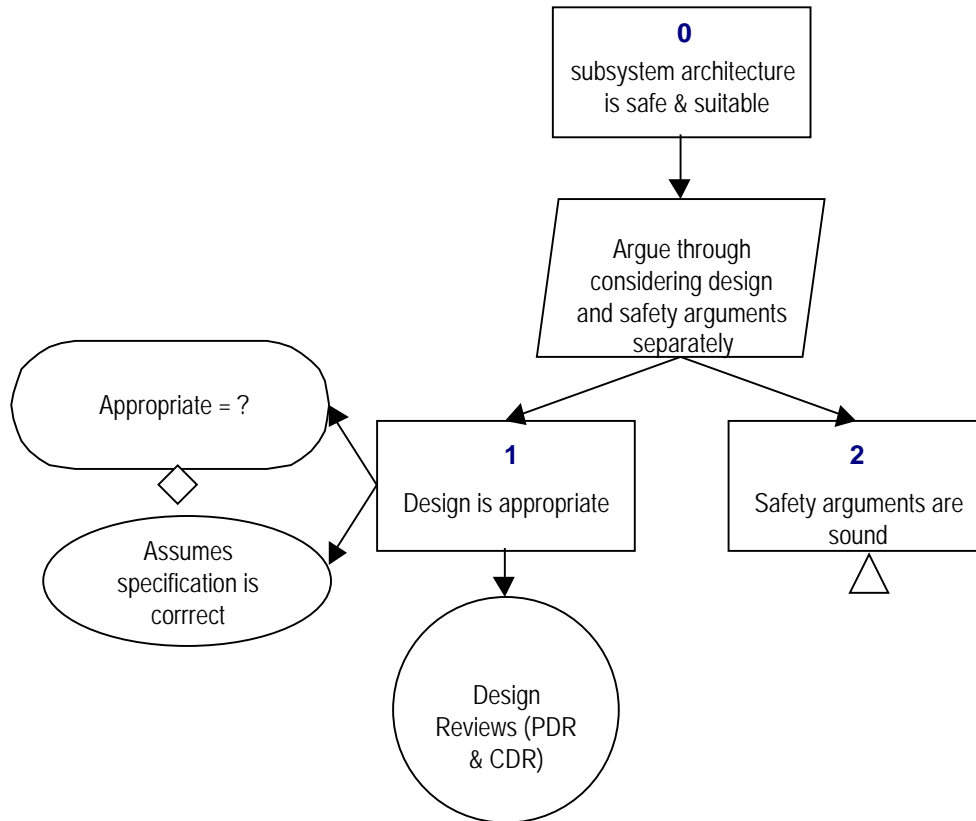 0
subsystem architecture
is safe & suitable
Argue through
considering design
and safety arguments
separately
Appropriate = ?
1
Design is appropriate
2
Safety arguments are
sound
Assumes
specification is
corrrect
Design
Reviews (PDR
& CDR)